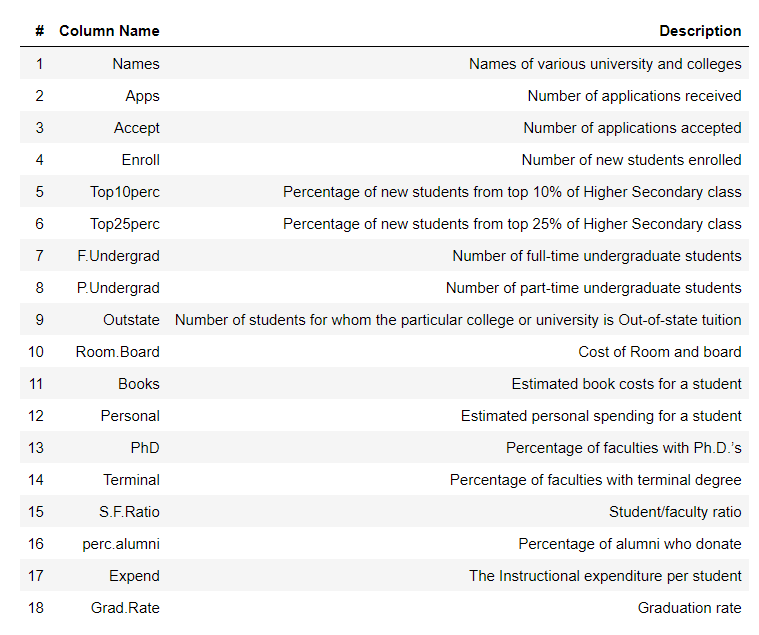 # Column Name Description
1 Names Names of various university and colleges
2 Apps Number of applications received
3 Accept Number of applications accepted
4 Enroll Number of new students enrolled
5 Top10perc Percentage of new students from top 10% of Higher Secondary class
6 Top25perc Percentage of new students from top 25% of Higher Secondary class
7 F.Undergrad Number of full-time undergraduate students
8 P.Undergrad Number of part-time undergraduate students
9 Outstate Number of students for whom the particular college or university is Out-of-state tuition
10 Room.Board Cost of Room and board
11 Books Estimated book costs for a student
12 Personal Estimated personal spending for a student
13 PhD Percentage of faculties with Ph.D.’s
14 Terminal Percentage of faculties with terminal degree
15 S.F.Ratio Student/faculty ratio
16 perc.alumni Percentage of alumni who donate
17 Expend The Instructional expenditure per student
18 Grad.Rate Graduation rate